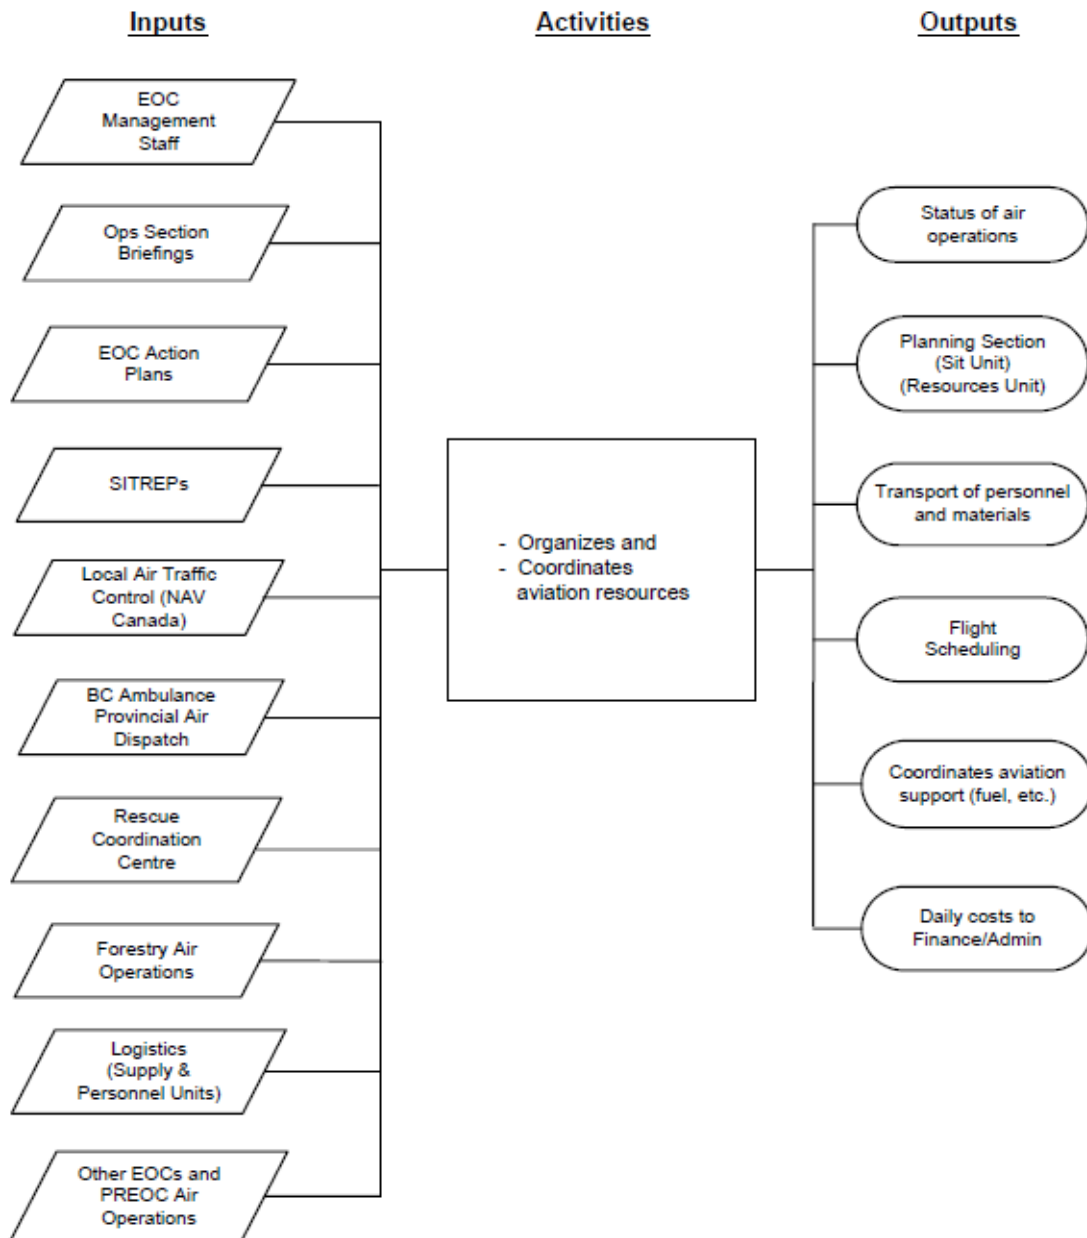 Inputs
Activities
Outputs
EOC
Management
Staff
Ops Section
Briefings
EOC Action
Plans
SITREPs
Local Air Traffic
Control (NAV
Canada)
BC Ambulance
Provincial Air
Dispatch
Rescue
Coordination
Centre
Forestry Air
Operations
Logistics
(Supply &
Personnel Units)
Other EOCs and
PREOC Air
Operations
- Organizes and
- Coordinates
aviation resources
Status of air
operations
Planning Section
(Sit Unit)
(Resources Unit)
Transport of personnel
and materials
Flight
Scheduling
Coordinates aviation
support (fuel, etc.)
Daily costs to
Finance/Admin